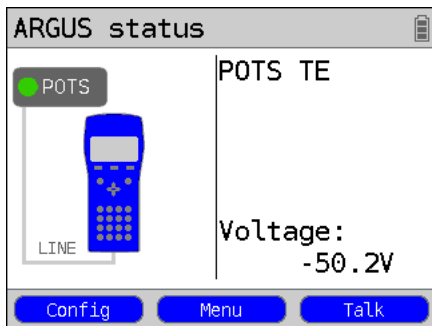 ARGUS status
POTS
POTS TE
LINE
Voltage:
-50.2V
Config
Menu
Talk